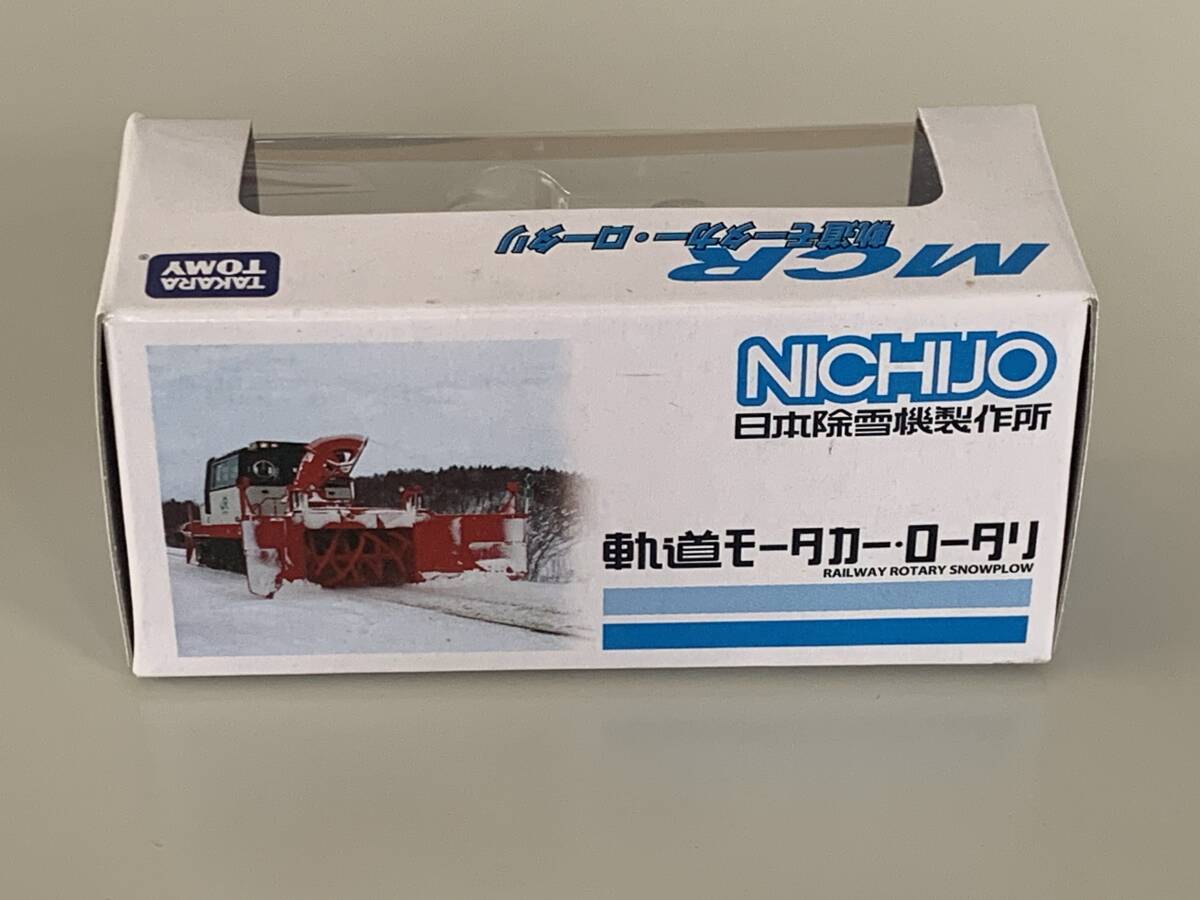 MCR
軌道モータカー・ロータリ
TAKARA
TOMY®
NICHIJO
日本除雪機製作所
軌道モータカー・ロータリ
RAILWAY ROTARY SNOWPLOW